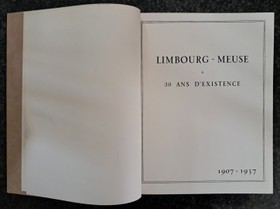 LIMBOURG - MEUSE
30 ANS D'EXISTENCE
1907 - 1937